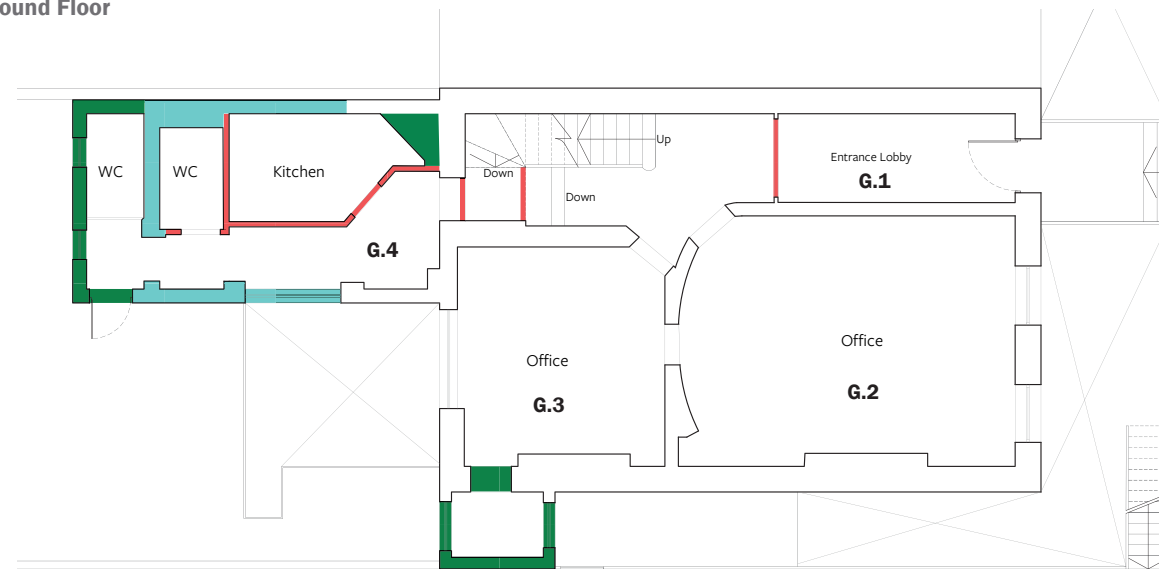 ound Floor
Up
Entrance Lobby
G.1
WC
WC
Kitchen
Down
Down
G.4
Office
G.2
Office
G.3